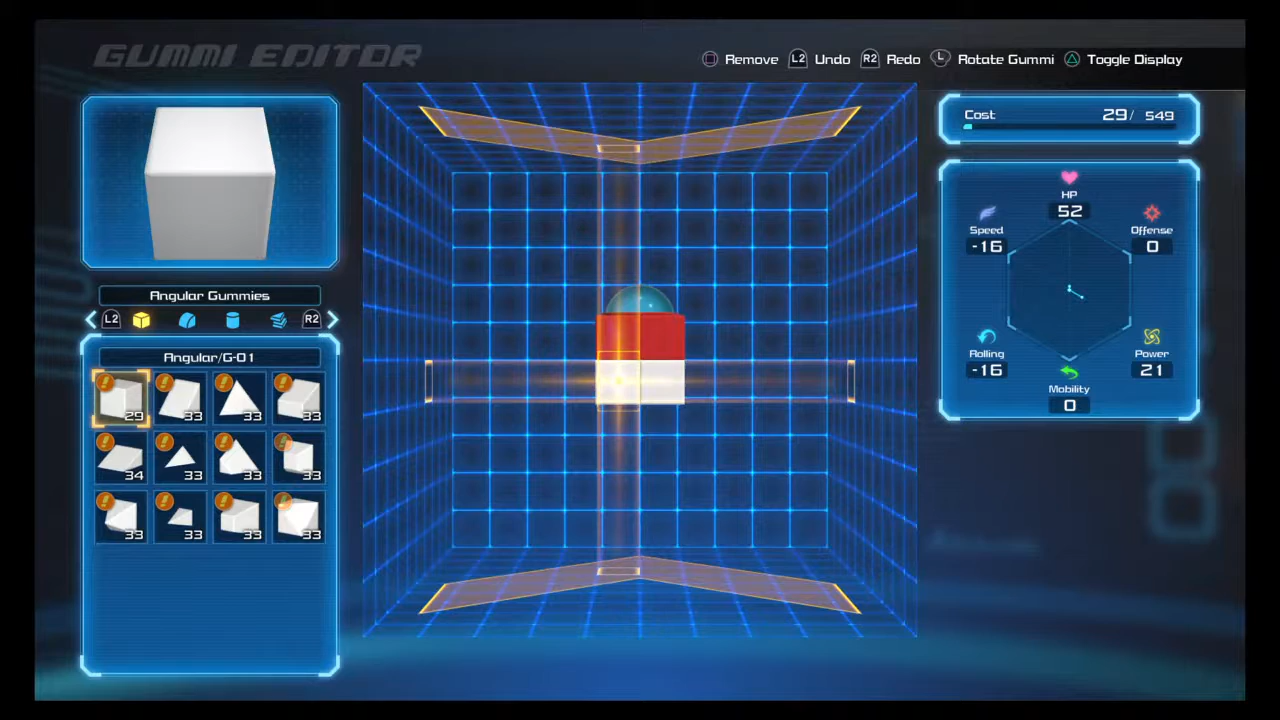 GUMMI EDITOR
Remove L2 Undo R2 Redo L Rotate Gummi Toggle Display
Cost 29/ 549
HP
52
Speed
-16
Offense
0
Rolling
-16
Power
21
Mobility
0
Angular Gummies
L2 R2
Angular/G-01
29 33 33 33
34 33 33 33
33 33 33 33